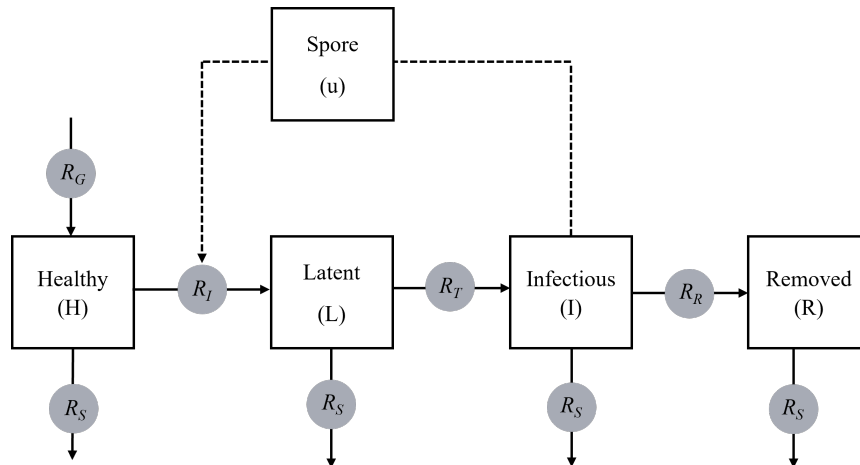 Spore
(u)
R_G
Healthy
(H)
R_I
Latent
(L)
R_T
Infectious
(I)
R_R
Removed
(R)
R_S
R_S
R_S
R_S